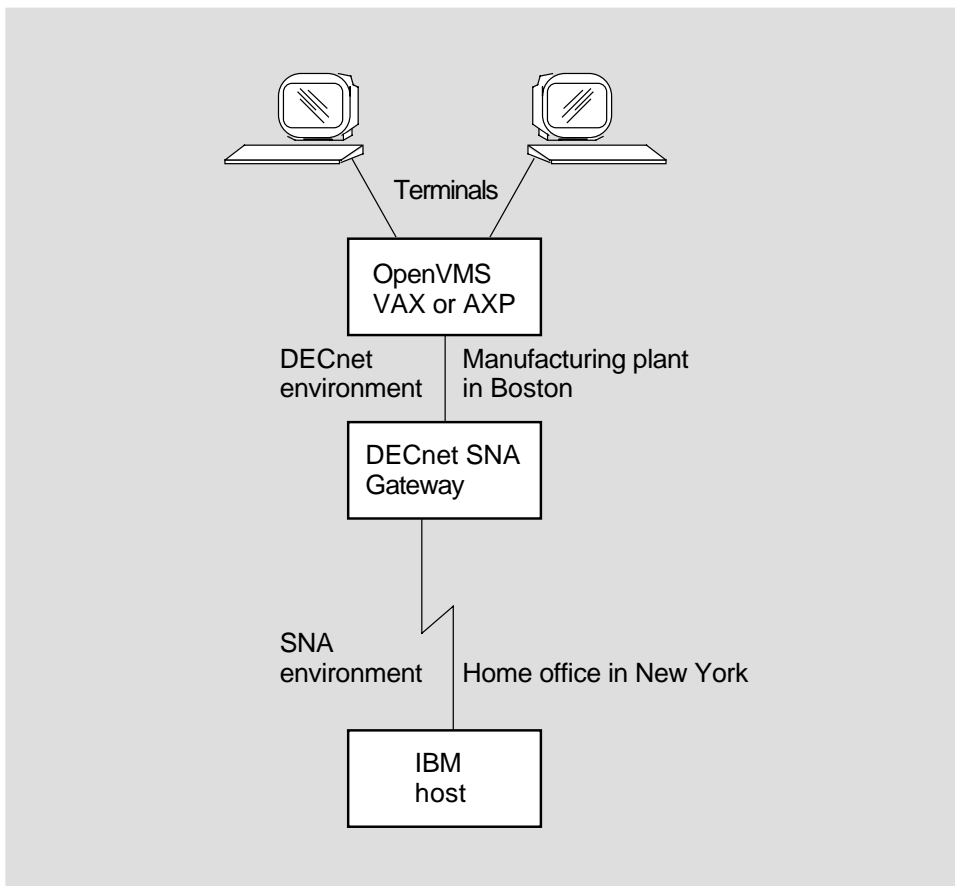 Terminals
OpenVMS
VAX or AXP
DECnet
environment
Manufacturing plant
in Boston
DECnet SNA
Gateway
SNA
environment
Home office in New York
IBM
host